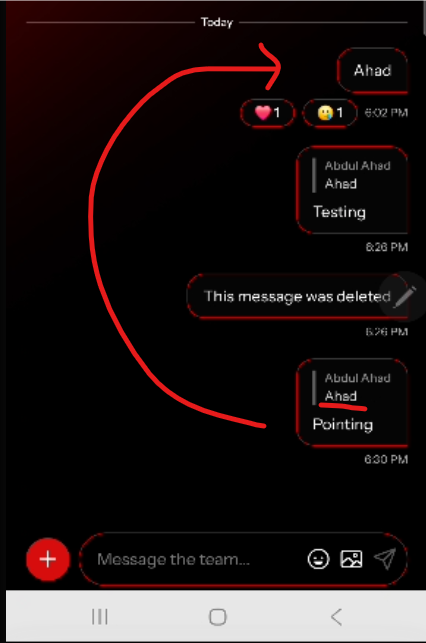 Today
Ahad
1
1
6:02 PM
Abdul Ahad
Ahad
Testing
6:26 PM
This message was deleted
6:26 PM
Abdul Ahad
Ahad
Pointing
6:30 PM
Message the team...